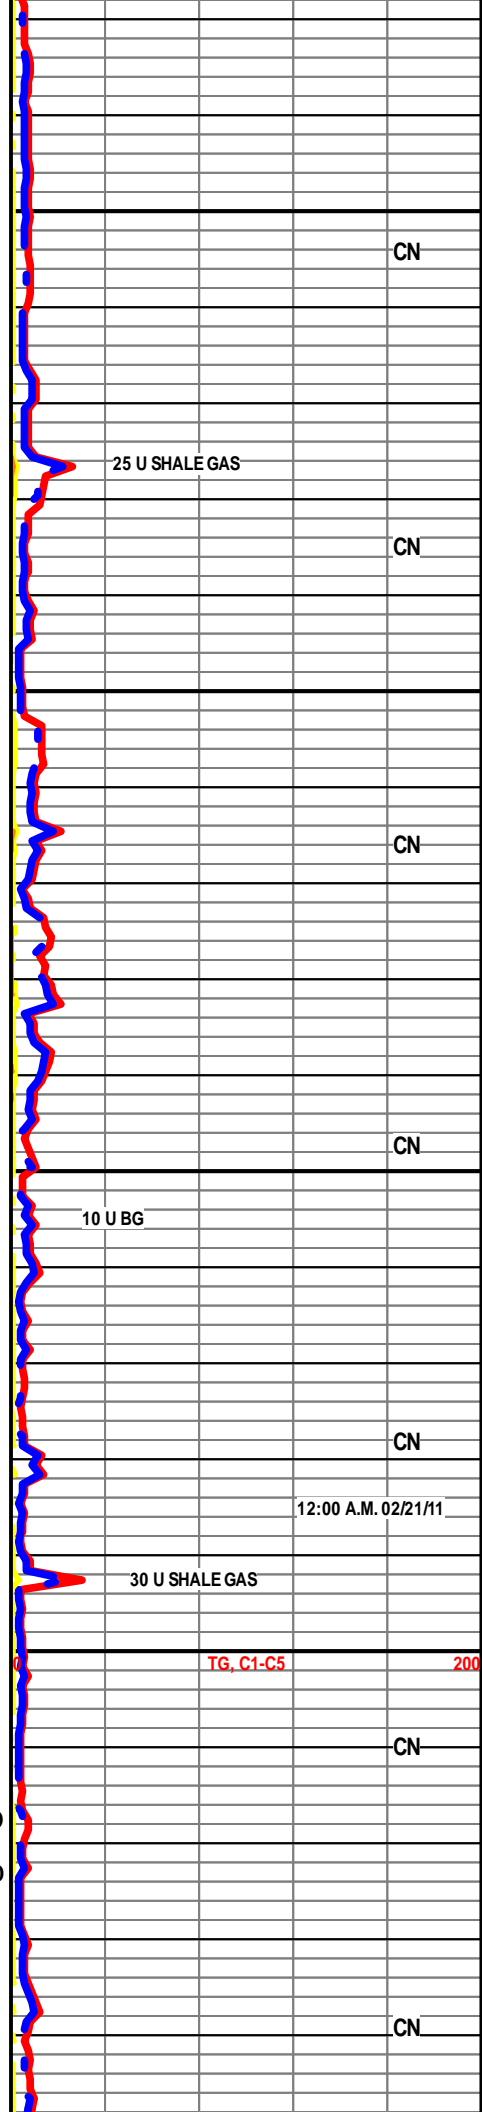 CN
25 U SHALE GAS
CN
CN
CN
10 U BG
CN
12:00 A.M. 02/21/11
30 U SHALE GAS
0 TG, C1-C5 200
CN
CN